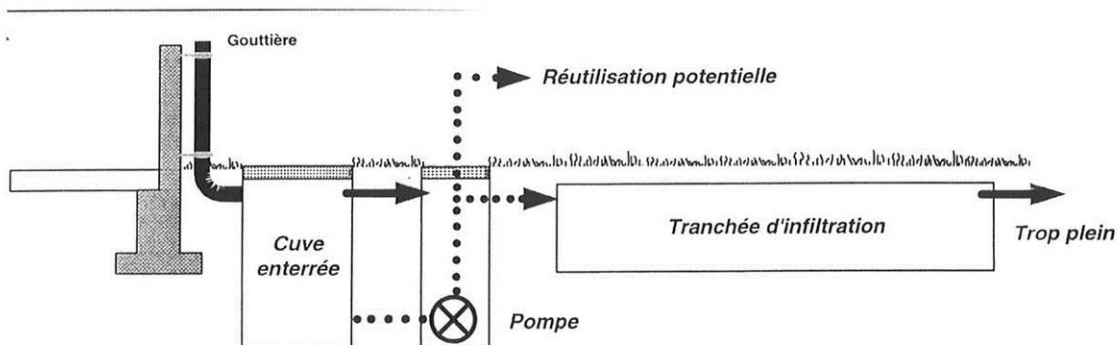 Gouttière
Réutilisation potentielle
Cuve
enterrée
Tranchée d'infiltration
Trop plein
Pompe